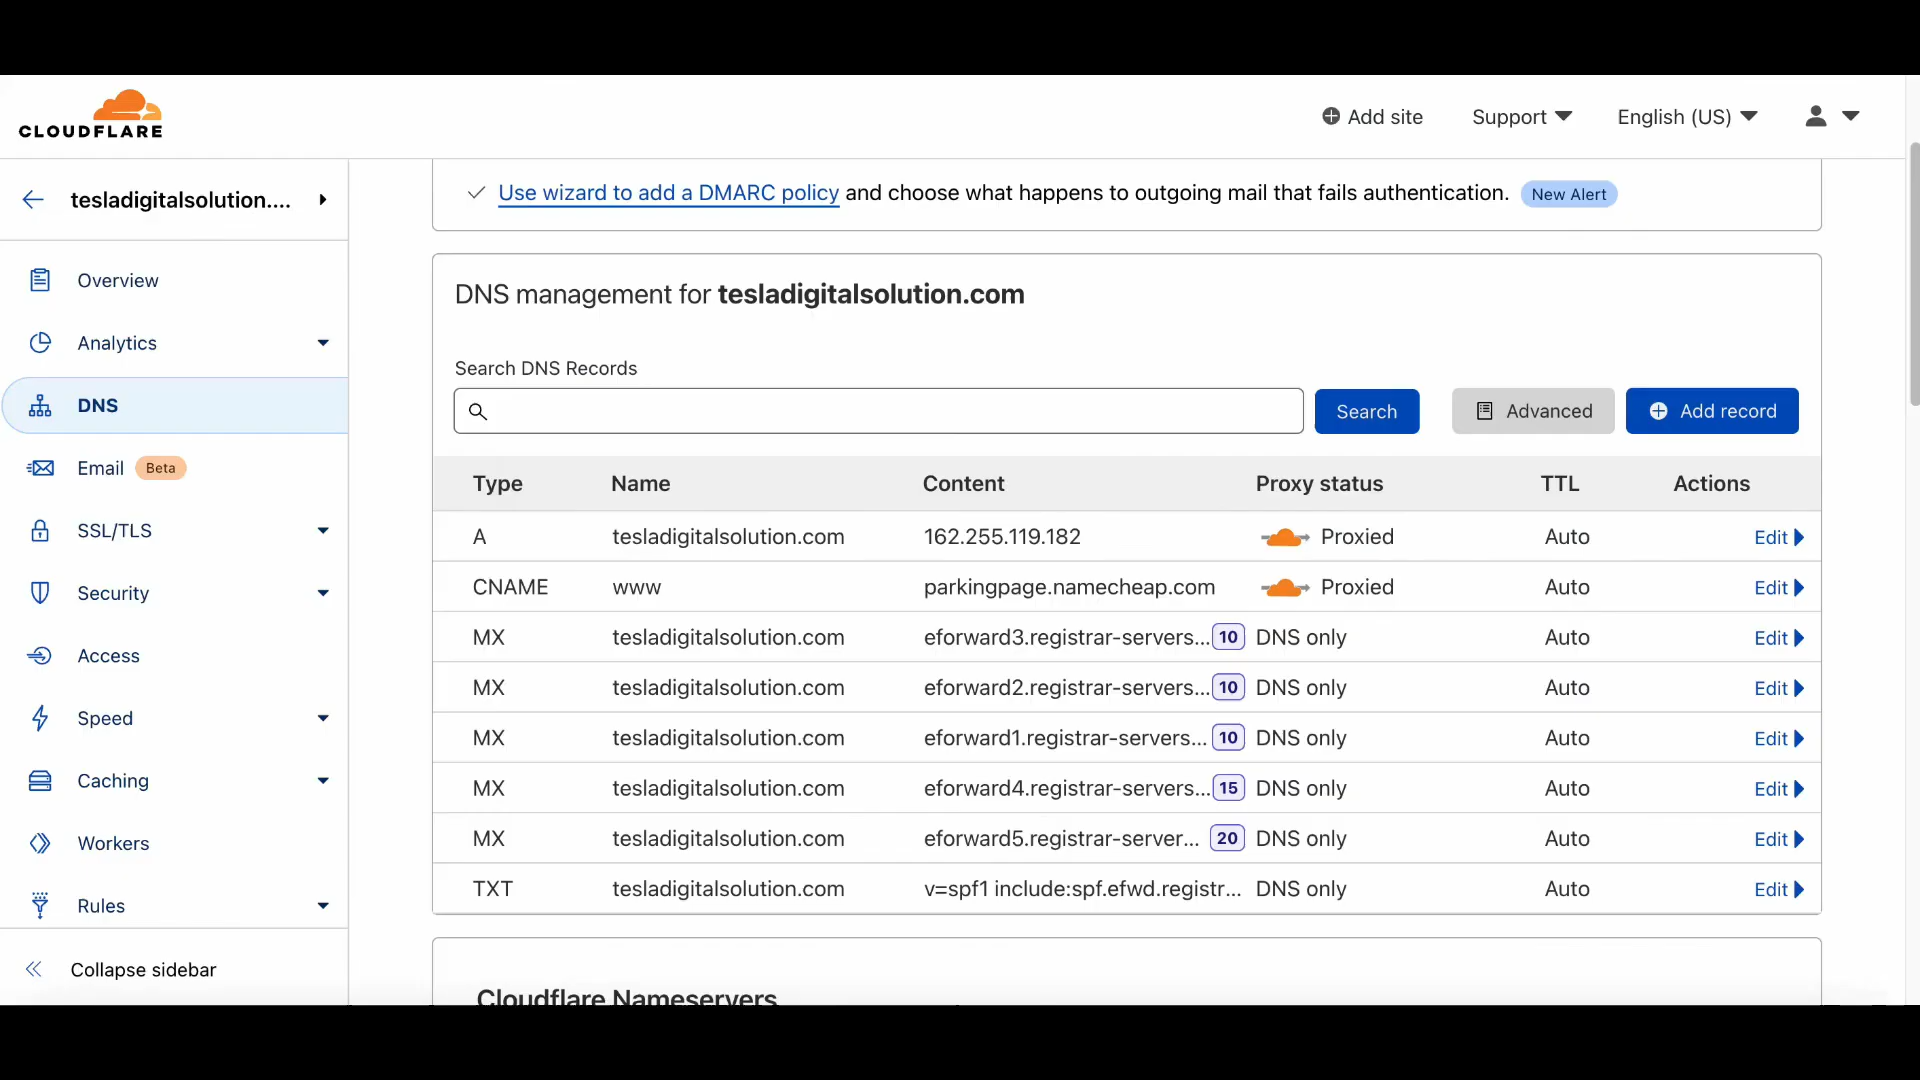 CLOUDFLARE
Add site
Support
English (US)
tesladigitalsolution....
Overview
Analytics
DNS
Email Beta
SSL/TLS
Security
Access
Speed
Caching
Workers
Rules
Collapse sidebar
Use wizard to add a DMARC policy and choose what happens to outgoing mail that fails authentication. New Alert
DNS management for tesladigitalsolution.com
Search DNS Records
Search Advanced Add record
Type Name Content Proxy status TTL Actions
A tesladigitalsolution.com 162.255.119.182 Proxied Auto Edit
CNAME www parkingpage.namecheap.com Proxied Auto Edit
MX tesladigitalsolution.com eforward3.registrar-servers... 10 DNS only Auto Edit
MX tesladigitalsolution.com eforward2.registrar-servers... 10 DNS only Auto Edit
MX tesladigitalsolution.com eforward1.registrar-servers... 10 DNS only Auto Edit
MX tesladigitalsolution.com eforward4.registrar-servers... 15 DNS only Auto Edit
MX tesladigitalsolution.com eforward5.registrar-server... 20 DNS only Auto Edit
TXT tesladigitalsolution.com v=spf1 include:spf.efwd.registr... DNS only Auto Edit
Cloudflare Nameservers